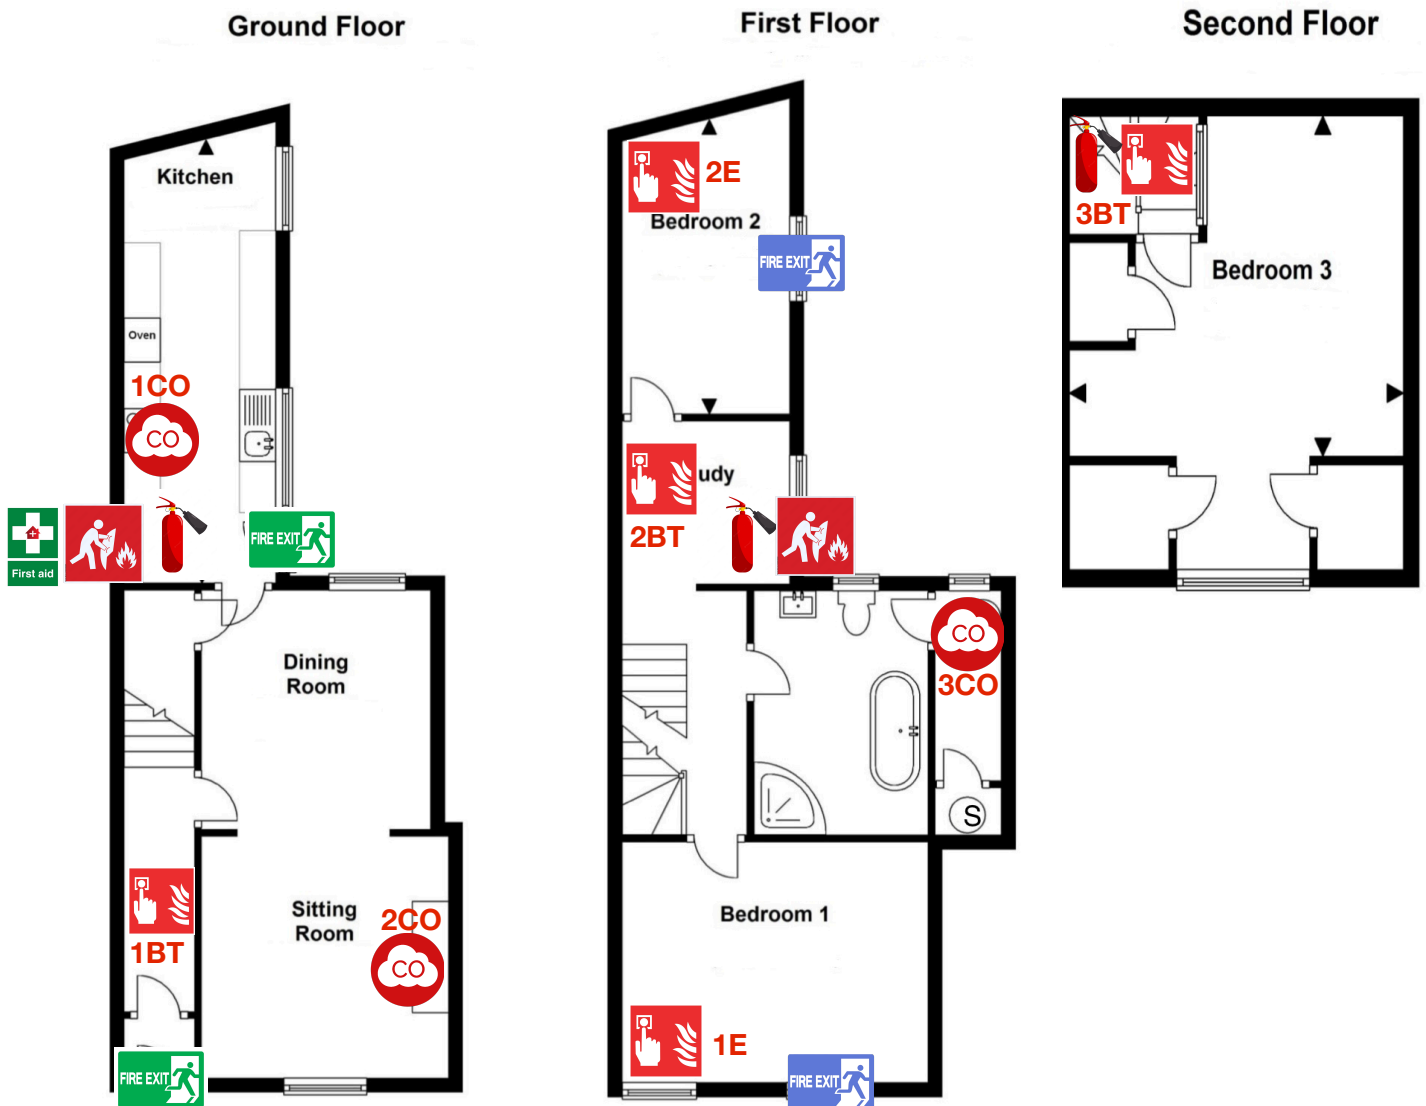 Ground Floor
Kitchen
Oven
1CO
CO
First aid
FIRE EXIT
Dining
Room
Sitting
Room
2CO
CO
1BT
FIRE EXIT
First Floor
2E
Bedroom 2
FIRE EXIT
udy
2BT
CO
3CO
S
Bedroom 1
1E
FIRE EXIT
Second Floor
3BT
Bedroom 3